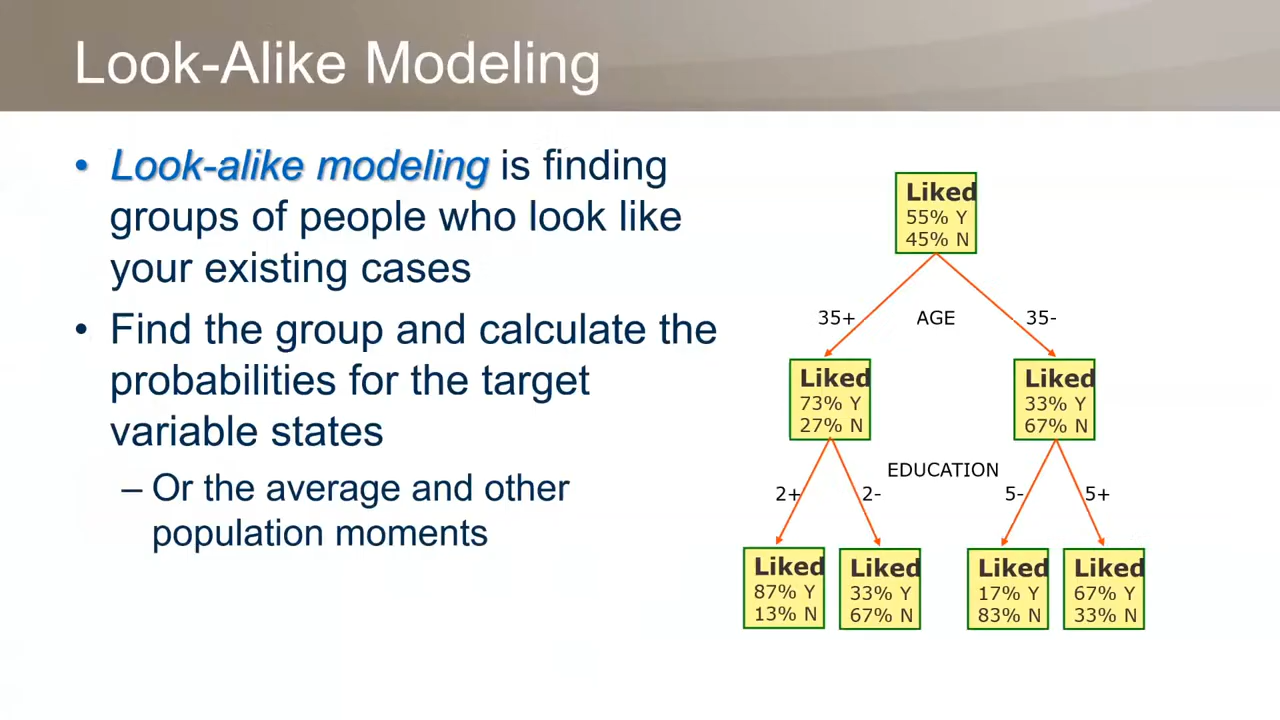 Look-Alike Modeling
• Look-alike modeling is finding
groups of people who look like
your existing cases
• Find the group and calculate the
probabilities for the target
variable states
– Or the average and other
population moments
Liked
55% Y
45% N
35+ AGE 35-
Liked
73% Y
27% N
Liked
33% Y
67% N
EDUCATION
2+ 2- 5- 5+
Liked
87% Y
13% N
Liked
33% Y
67% N
Liked
17% Y
83% N
Liked
67% Y
33% N